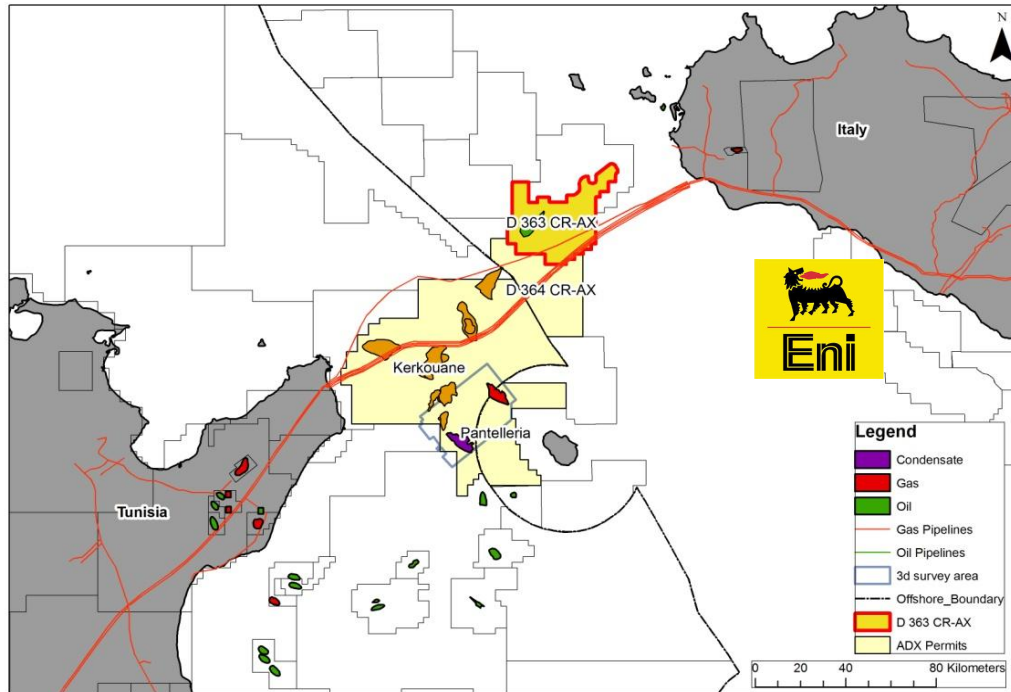 N
Italy
D 363 CR-AX
D 364 CR-AX
Eni
Kerkouane
Pantelleria
Tunisia
Legend
Condensate
Gas
Oil
Gas Pipelines
Oil Pipelines
3d survey area
Offshore_Boundary
D 363 CR-AX
ADX Permits
0 20 40 80 Kilometers